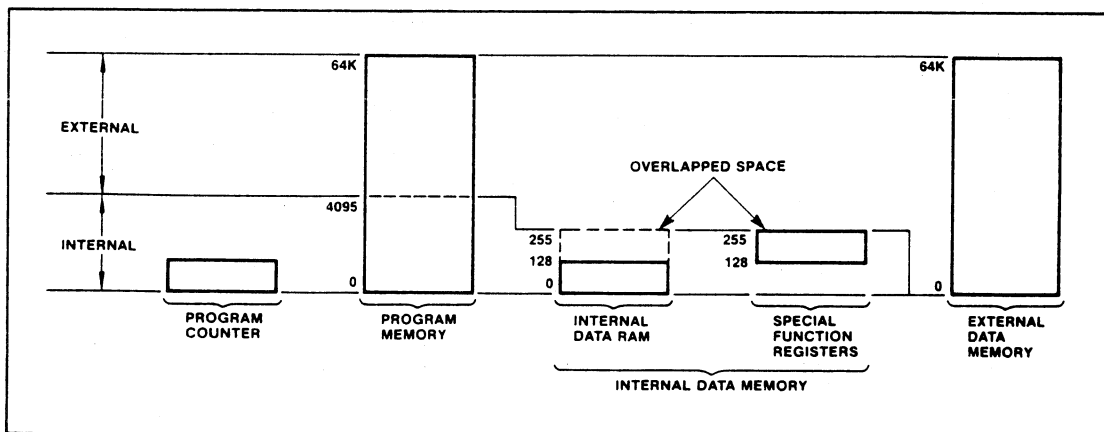 64K
64K
EXTERNAL
OVERLAPPED SPACE
4095
INTERNAL
255
255
128
128
0
0
0
PROGRAM
COUNTER
PROGRAM
MEMORY
INTERNAL
DATA RAM
SPECIAL
FUNCTION
REGISTERS
EXTERNAL
DATA
MEMORY
INTERNAL DATA MEMORY